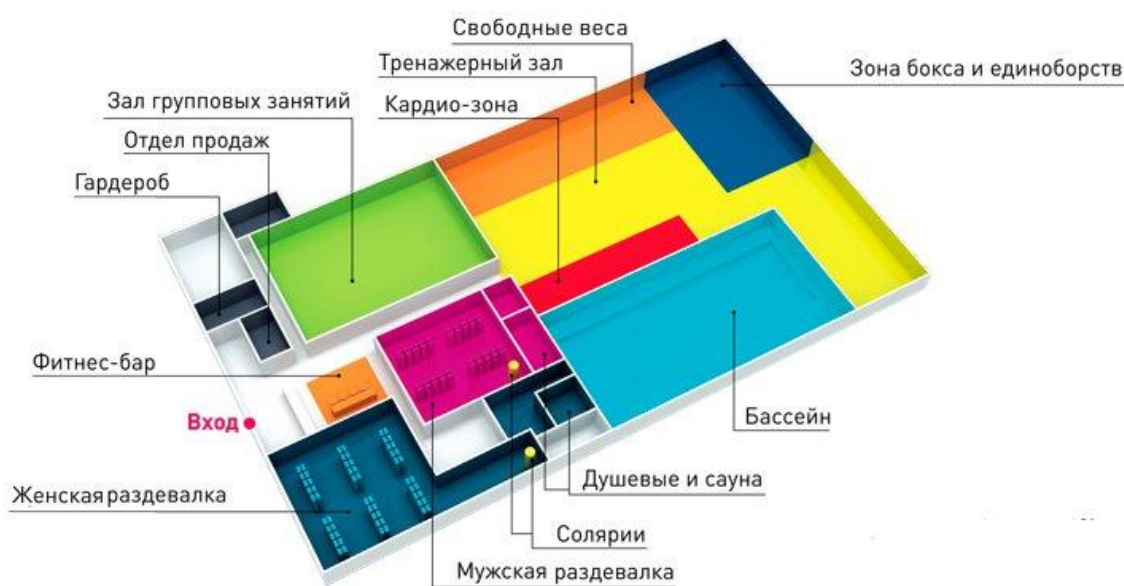 Свободные веса
Тренажерный зал
Зона бокса и единоборств
Зал групповых занятий
Кардио-зона
Отдел продаж
Гардероб
Фитнес-бар
Вход
Бассейн
Женская раздевалка
Душевые и сауна
Солярии
Мужская раздевалка